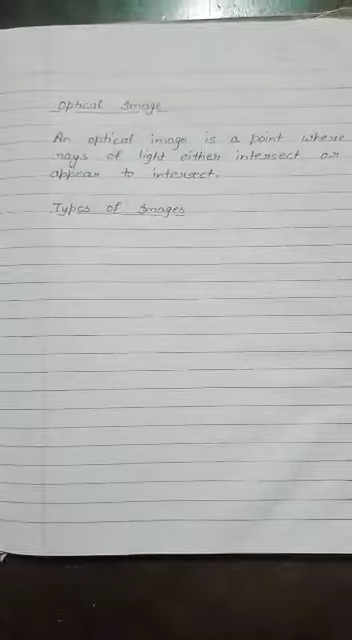 Optical Image
An optical image is a point where
rays of light either intersect or
appear to intersect.
Types of Images